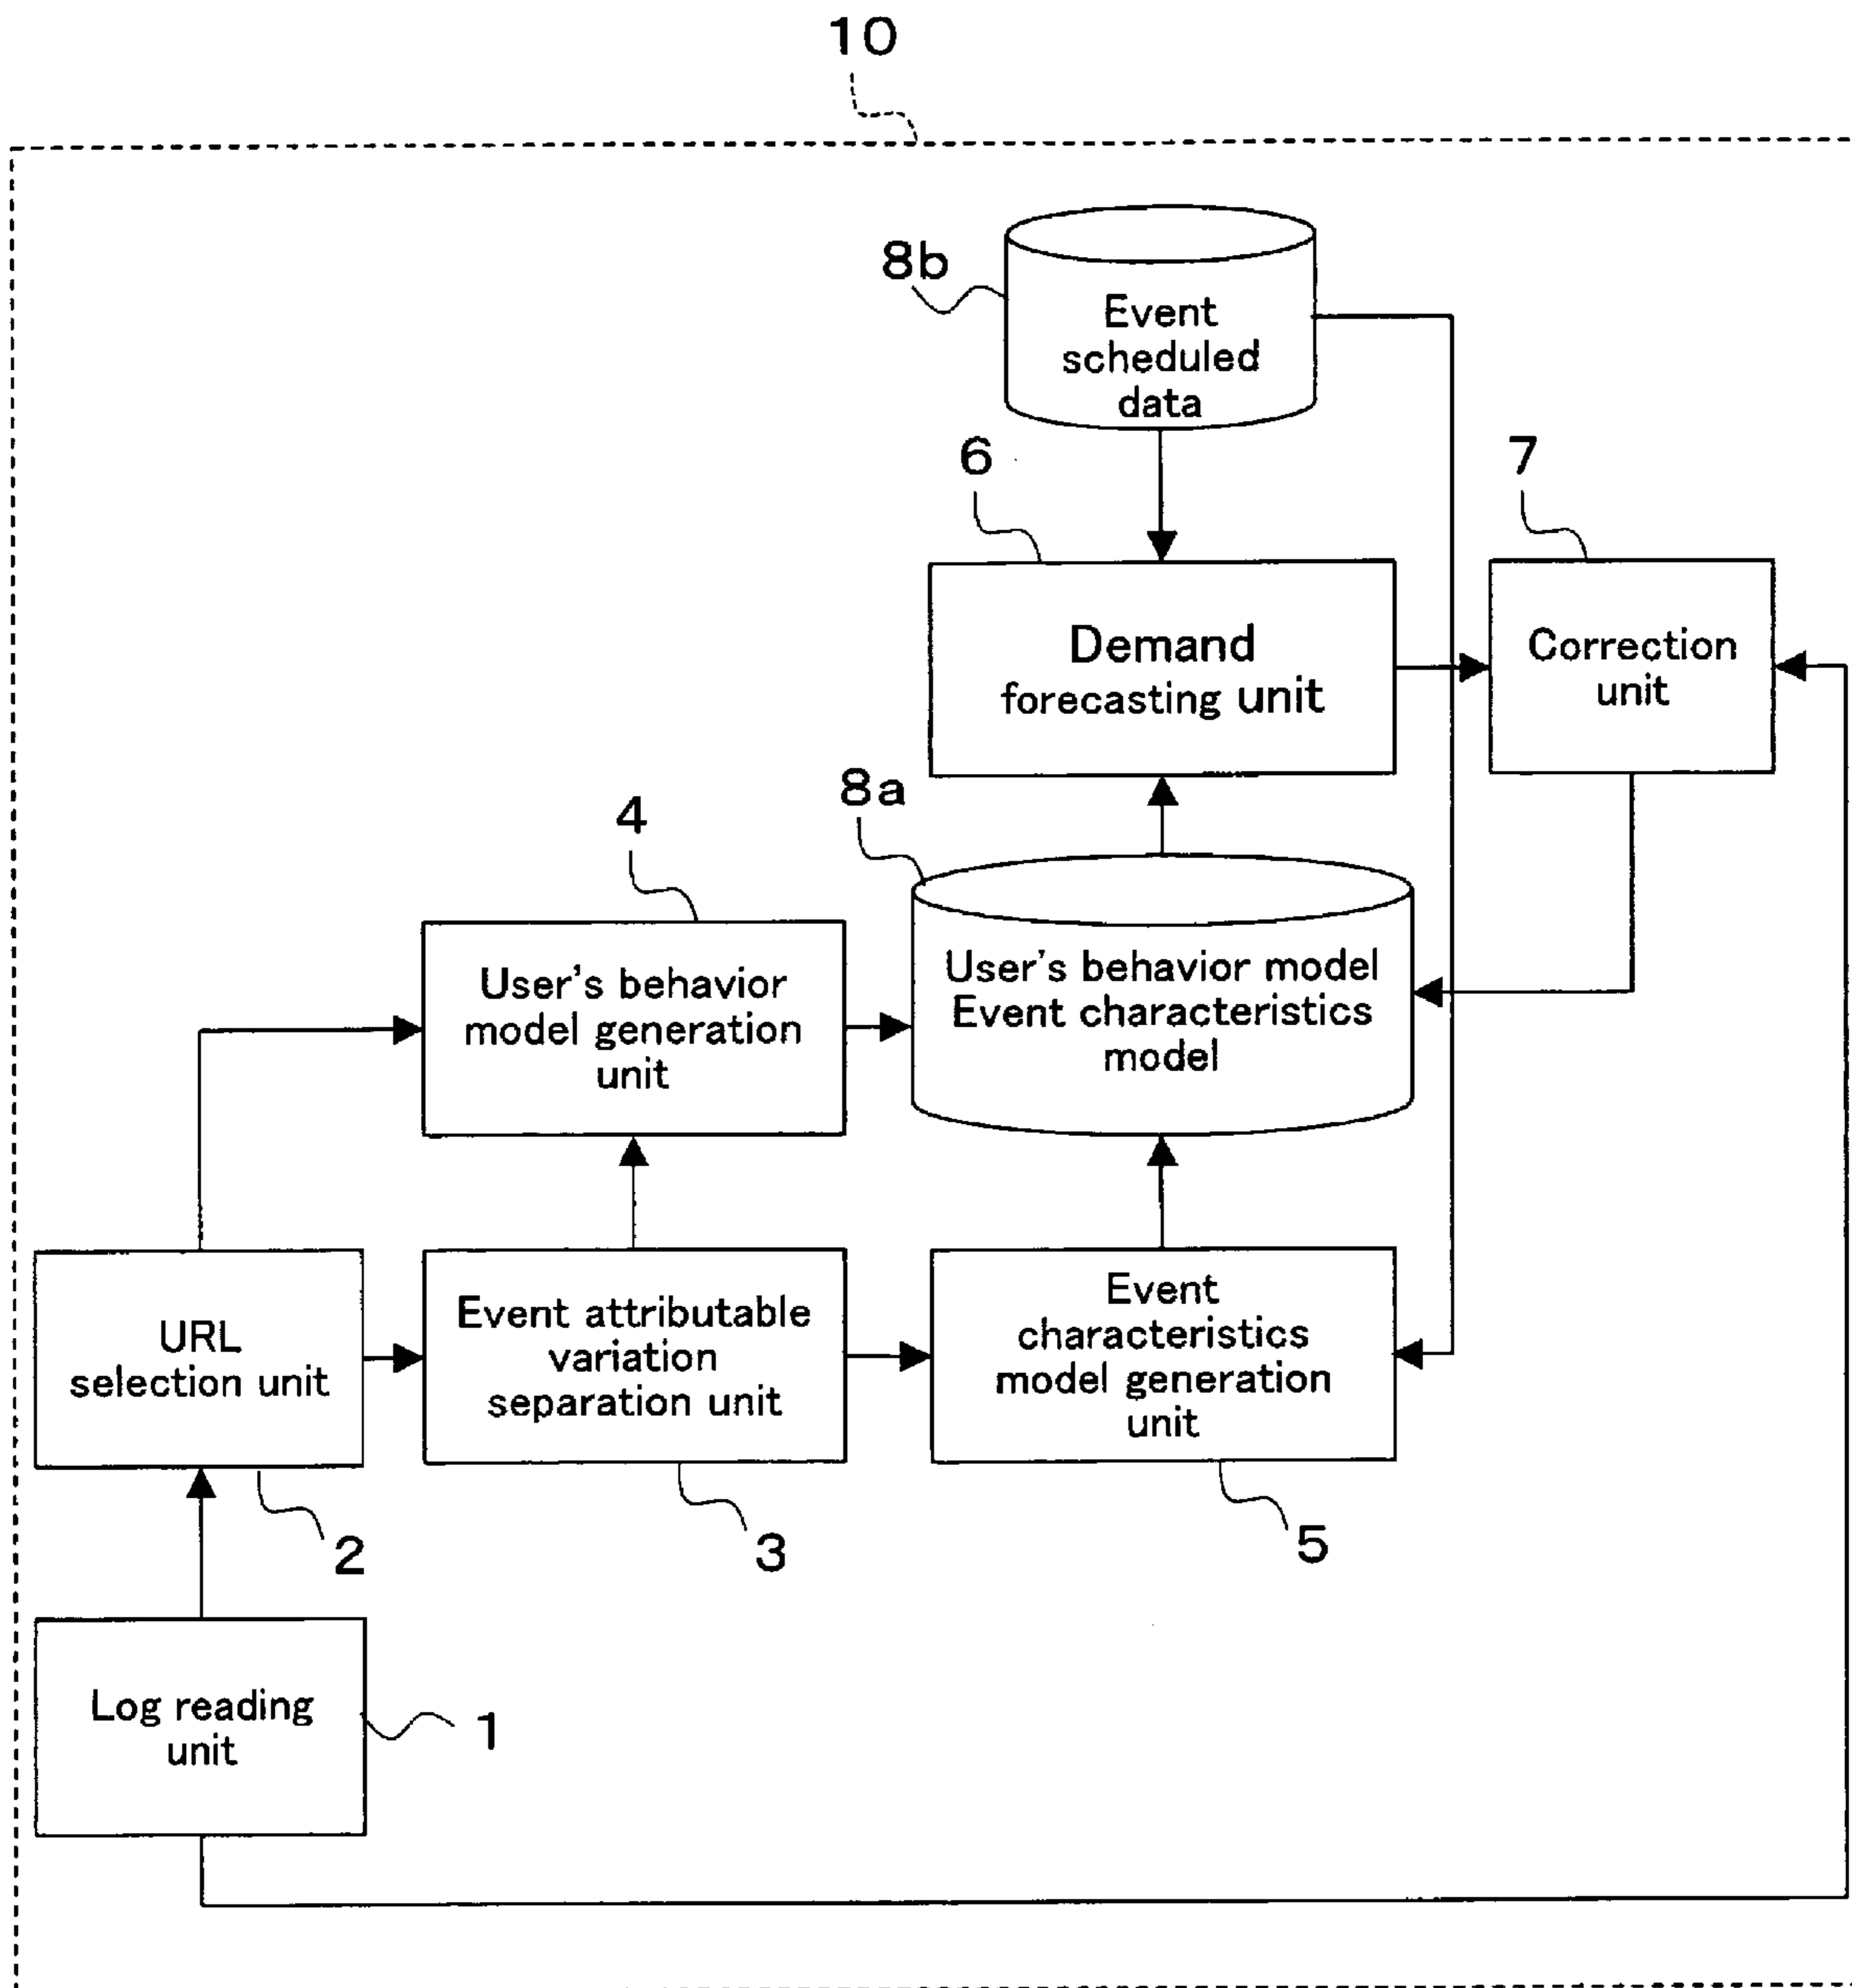 10
8b
Event
scheduled
data
6
7
Demand
forecasting unit
Correction
unit
8a
4
User's behavior
model generation
unit
User's behavior model
Event characteristics
model
URL
selection unit
Event attributable
variation
separation unit
Event
characteristics
model generation
unit
2
3
5
Log reading
unit
1